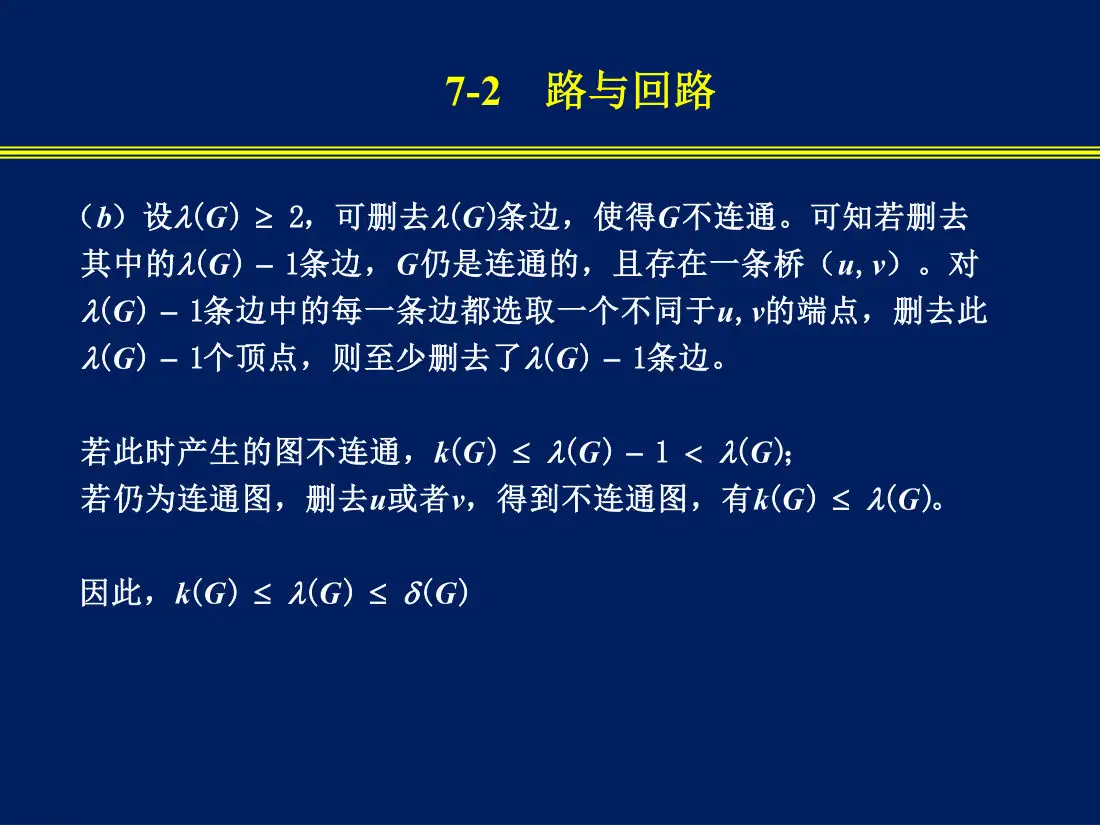 7-2 路与回路
（b）设λ(G) ≥ 2，可删去λ(G)条边，使得G不连通。可知若删去
其中的λ(G) – 1条边，G仍是连通的，且存在一条桥（u, v）。对
λ(G) – 1条边中的每一条边都选取一个不同于u, v的端点，删去此
λ(G) – 1个顶点，则至少删去了λ(G) – 1条边。
若此时产生的图不连通，k(G) ≤ λ(G) – 1 < λ(G)；
若仍为连通图，删去u或者v，得到不连通图，有k(G) ≤ λ(G)。
因此，k(G) ≤ λ(G) ≤ δ(G)